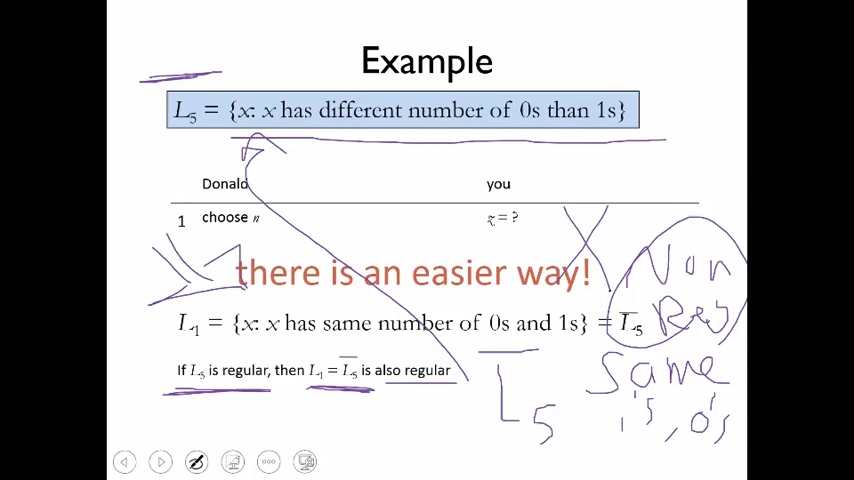 Example
L₅ = {x: x has different number of 0s than 1s}
Donald you
1 choose n z = ?
there is an easier way!
Non
L₁ = {x: x has same number of 0s and 1s} = L̅₅
Reg
If L₅ is regular, then L₁ = L̅₅ is also regular
L̅₅
Same
1's, 0's